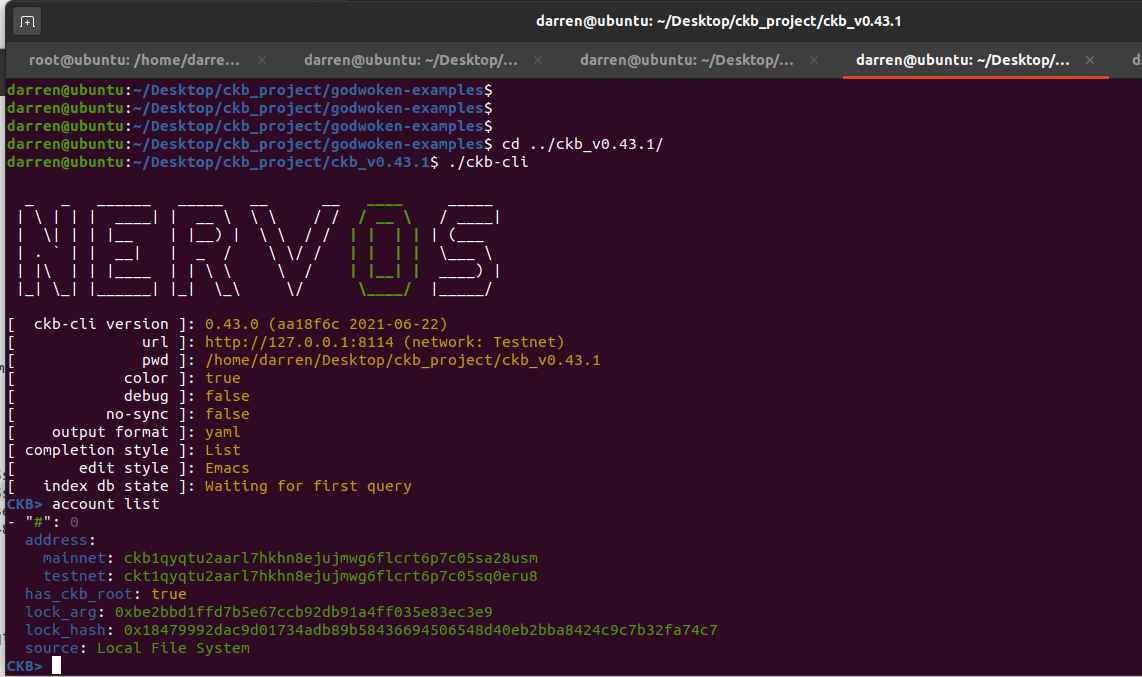 darren@ubuntu: ~/Desktop/ckb_project/ckb_v0.43.1
root@ubuntu: /home/darre... × darren@ubuntu: ~/Desktop/... × darren@ubuntu: ~/Desktop/... × darren@ubuntu: ~/Desktop/... × d
darren@ubuntu:~/Desktop/ckb_project/godwoken-examples$
darren@ubuntu:~/Desktop/ckb_project/godwoken-examples$
darren@ubuntu:~/Desktop/ckb_project/godwoken-examples$
darren@ubuntu:~/Desktop/ckb_project/godwoken-examples$ cd ../ckb_v0.43.1/
darren@ubuntu:~/Desktop/ckb_project/ckb_v0.43.1$ ./ckb-cli
NERVOS
[  ckb-cli version ]: 0.43.0 (aa18f6c 2021-06-22)
[              url ]: http://127.0.0.1:8114 (network: Testnet)
[              pwd ]: /home/darren/Desktop/ckb_project/ckb_v0.43.1
[            color ]: true
[            debug ]: false
[          no-sync ]: false
[    output format ]: yaml
[ completion style ]: List
[       edit style ]: Emacs
[   index db state ]: Waiting for first query
CKB> account list
- "#": 0
  address:
    mainnet: ckb1qyqtu2aarl7hkhn8ejujmwg6flcrt6p7c05sa28usm
    testnet: ckt1qyqtu2aarl7hkhn8ejujmwg6flcrt6p7c05sq0eru8
  has_ckb_root: true
  lock_arg: 0xbe2bbd1ffd7b5e67ccb92db91a4ff035e83ec3e9
  lock_hash: 0x18479992dac9d01734adb89b58436694506548d40eb2bba8424c9c7b32fa74c7
  source: Local File System
CKB>